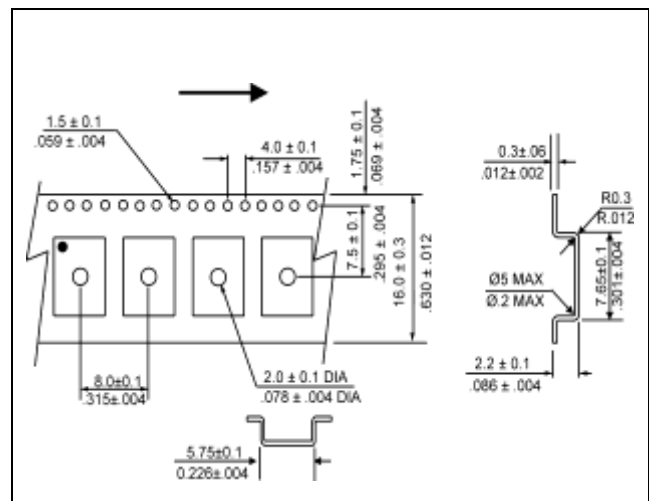 1.5 ± 0.1
.059 ± .004
4.0 ± 0.1
.157 ± .004
1.75 ± 0.1
.069 ± .004
7.5 ± 0.1
.295 ± .004
16.0 ± 0.3
.630 ± .012
8.0±0.1
.315±.004
2.0 ± 0.1 DIA
.078 ± .004 DIA
5.75±0.1
0.226±.004
0.3±.06
.012±.002
R0.3
R.012
Ø5 MAX
Ø.2 MAX
7.65±0.1
.301±.004
2.2 ± 0.1
.086 ± .004